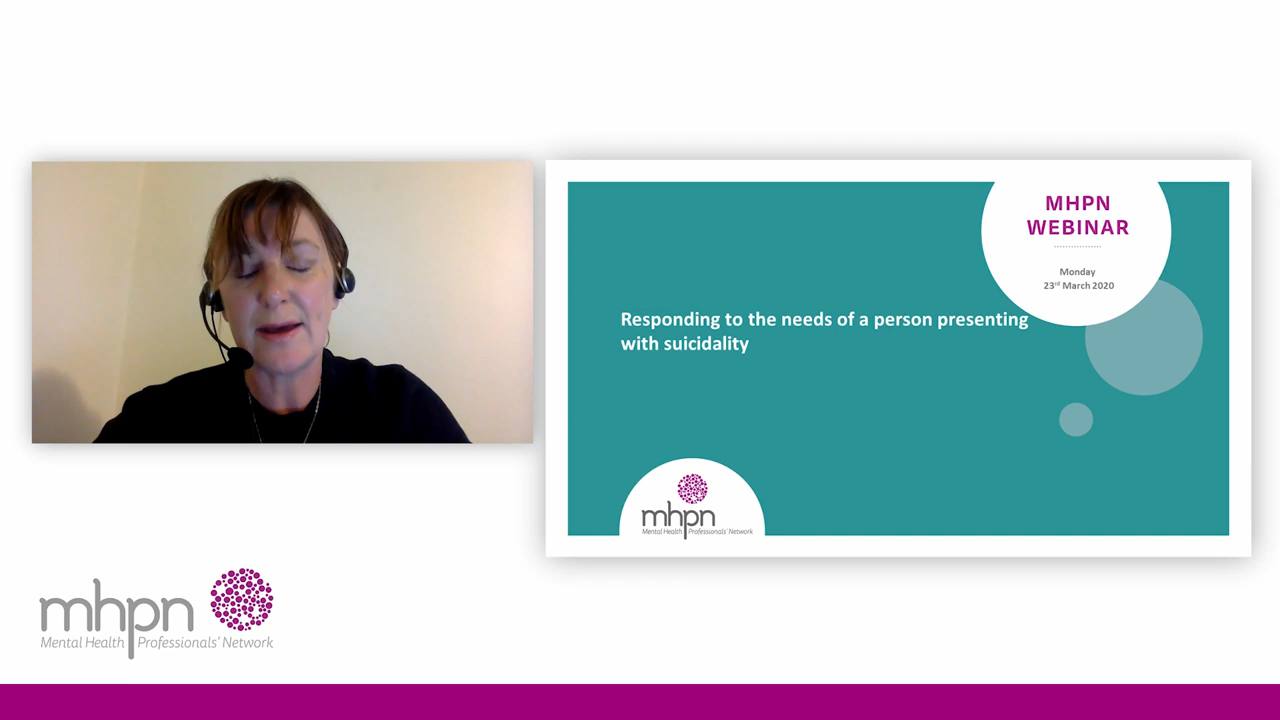 MHPN
WEBINAR
Monday
23rd March 2020
Responding to the needs of a person presenting
with suicidality
mhpn
Mental Health Professionals' Network
mhpn
Mental Health Professionals' Network